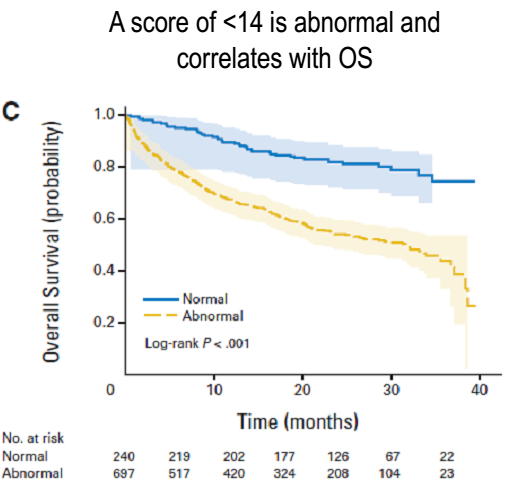 A score of <14 is abnormal and
correlates with OS
C
Overall Survival (probability)
1.0
0.8
0.6
0.4
0.2
Normal
Abnormal
Log-rank P < .001
0 10 20 30 40
Time (months)
No. at risk
Normal 240 219 202 177 126 67 22
Abnormal 697 517 420 324 208 104 23